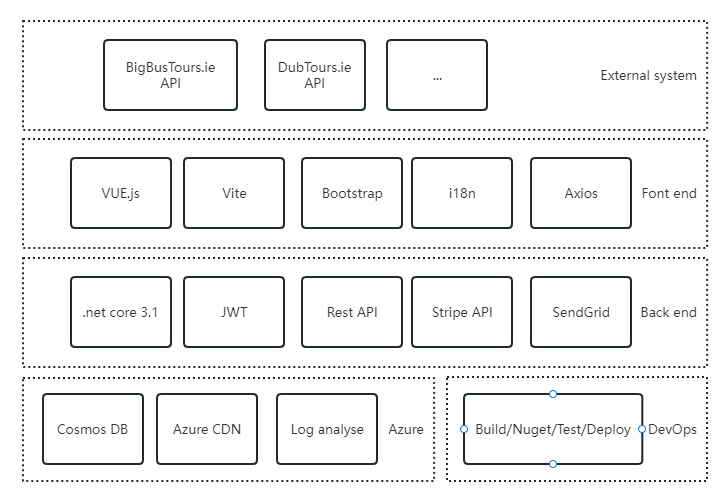 BigBusTours.ie
API
DubTours.ie
API
...
External system
VUE.js
Vite
Bootstrap
i18n
Axios
Font end
.net core 3.1
JWT
Rest API
Stripe API
SendGrid
Back end
Cosmos DB
Azure CDN
Log analyse
Azure
Build/Nuget/Test/Deploy
DevOps